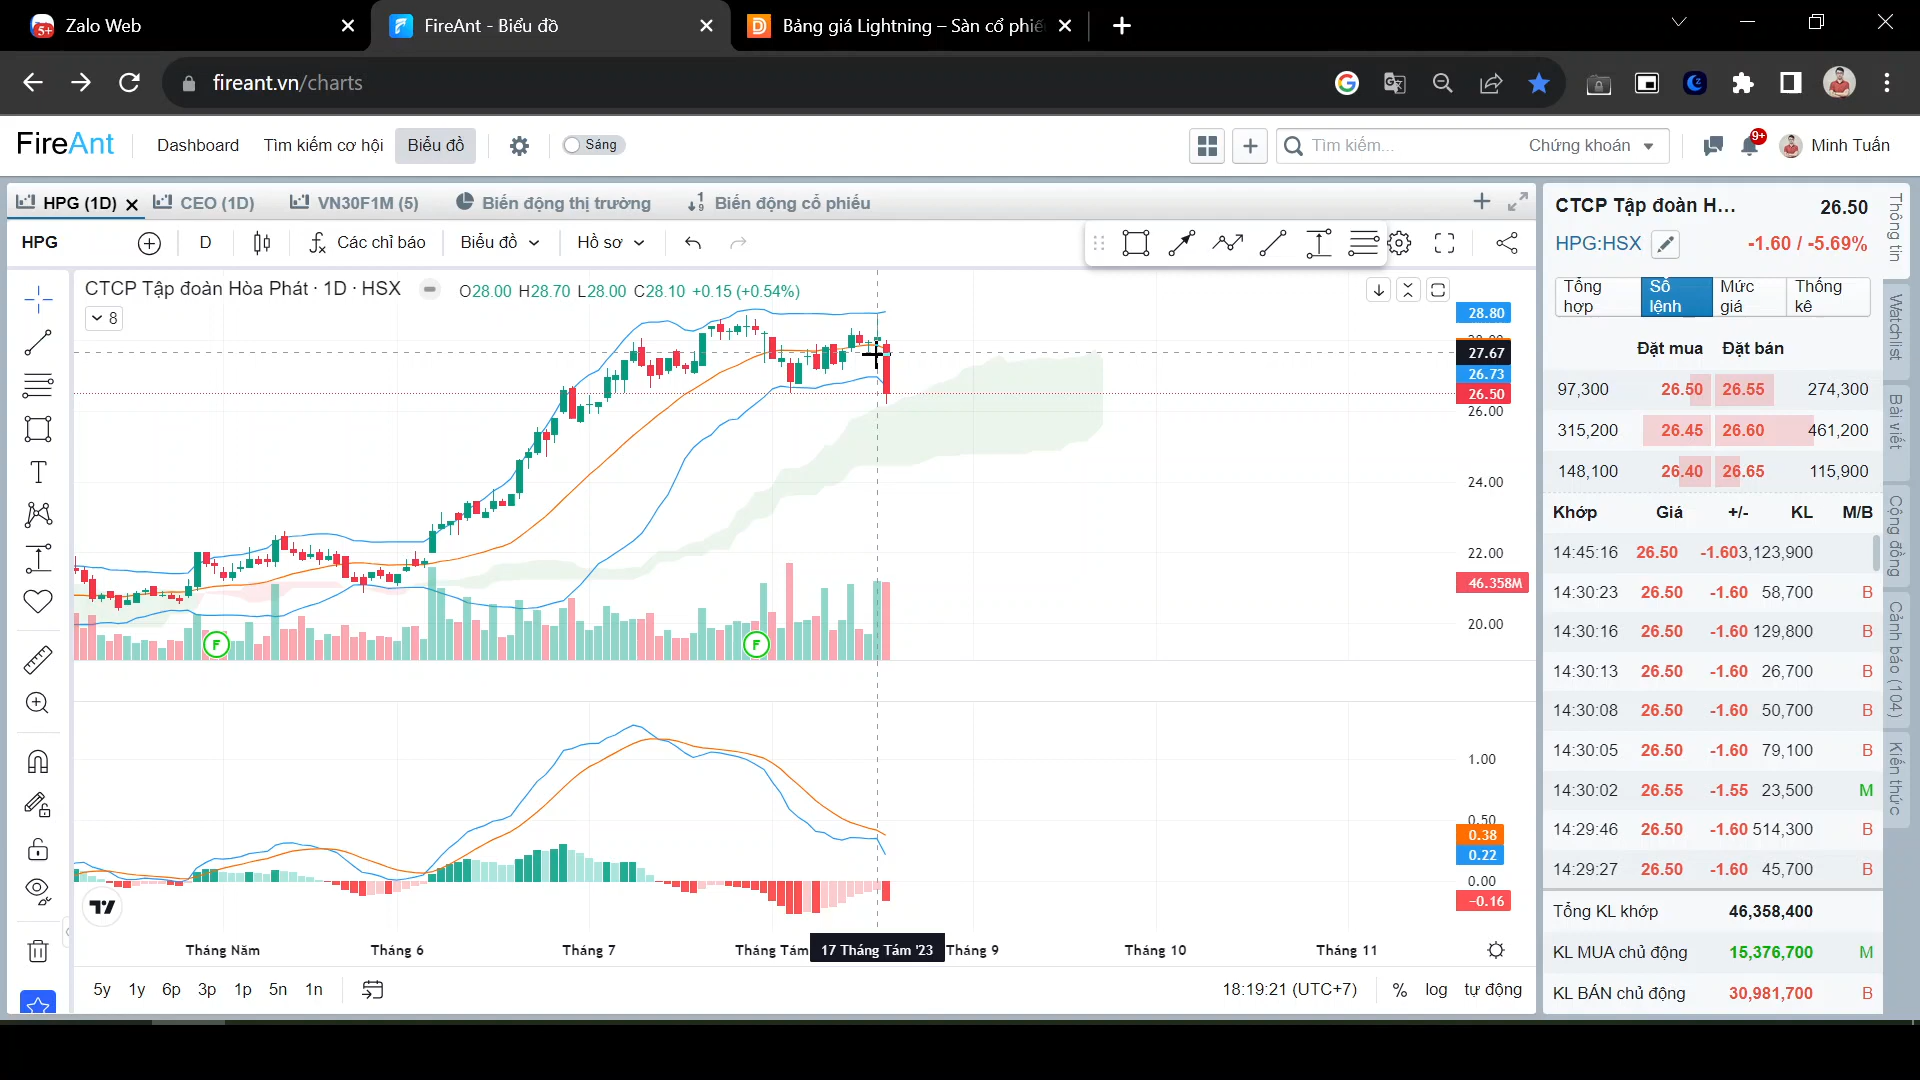 Zalo Web
FireAnt - Biểu đồ
Bảng giá Lightning – Sàn cổ phiế
5+
fireant.vn/charts
FireAnt
Dashboard
Tìm kiếm cơ hội
Biểu đồ
Sáng
Tìm kiếm...
Chứng khoán
9+
Minh Tuấn
HPG (1D)
CEO (1D)
VN30F1M (5)
Biến động thị trường
Biến động cổ phiếu
HPG
D
Các chỉ báo
Biểu đồ
Hồ sơ
CTCP Tập đoàn Hòa Phát · 1D · HSX
O28.00 H28.70 L28.00 C28.10 +0.15 (+0.54%)
8
28.80
27.67
26.73
26.50
26.00
24.00
22.00
46.358M
20.00
F
F
1.00
0.50
0.38
0.22
0.00
−0.16
Tháng Năm
Tháng 6
Tháng 7
Tháng Tám
17 Tháng Tám '23
Tháng 9
Tháng 10
Tháng 11
5y 1y 6p 3p 1p 5n 1n
18:19:21 (UTC+7)
% log tự động
CTCP Tập đoàn H... 26.50
HPG:HSX -1.60 / -5.69%
Tổng hợp
Sổ lệnh
Mức giá
Thống kê
Đặt mua Đặt bán
97,300 26.50 26.55 274,300
315,200 26.45 26.60 461,200
148,100 26.40 26.65 115,900
Khớp Giá +/- KL M/B
14:45:16 26.50 -1.603,123,900
14:30:23 26.50 -1.60 58,700 B
14:30:16 26.50 -1.60 129,800 B
14:30:13 26.50 -1.60 26,700 B
14:30:08 26.50 -1.60 50,700 B
14:30:05 26.50 -1.60 79,100 B
14:30:02 26.55 -1.55 23,500 M
14:29:46 26.50 -1.60 514,300 B
14:29:27 26.50 -1.60 45,700 B
Tổng KL khớp 46,358,400
KL MUA chủ động 15,376,700 M
KL BÁN chủ động 30,981,700 B
Thông tin
Watchlist
Bài viết
Cộng đồng
Cảnh báo (104)
Kiến thức